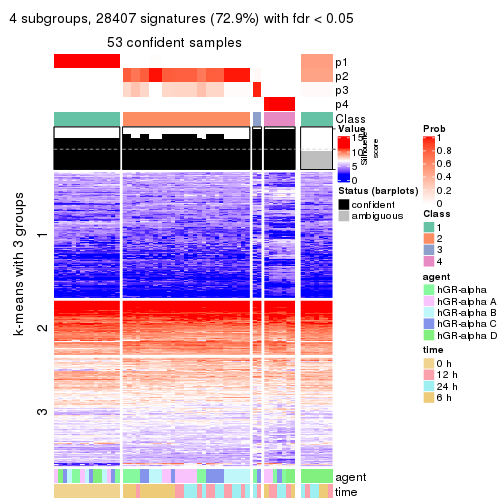 4 subgroups, 28407 signatures (72.9%) with fdr < 0.05
53 confident samples
p1
p2
p3
p4
Class
Silhouette
score
k-means with 3 groups
1
2
3
agent
time
Value
15
10
5
0
Status (barplots)
confident
ambiguous
Prob
1
0.8
0.6
0.4
0.2
0
Class
1
2
3
4
agent
hGR-alpha
hGR-alpha A
hGR-alpha B
hGR-alpha C
hGR-alpha D
time
0 h
12 h
24 h
6 h